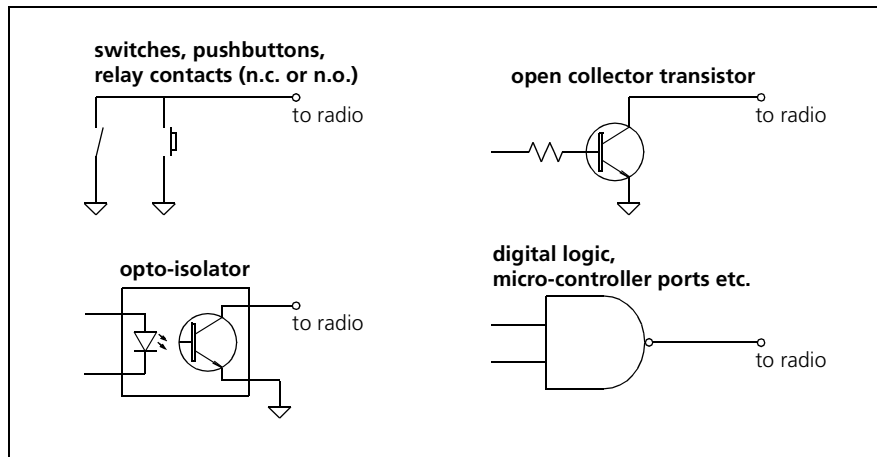 switches, pushbuttons,
relay contacts (n.c. or n.o.)
to radio
open collector transistor
to radio
opto-isolator
to radio
digital logic,
micro-controller ports etc.
to radio